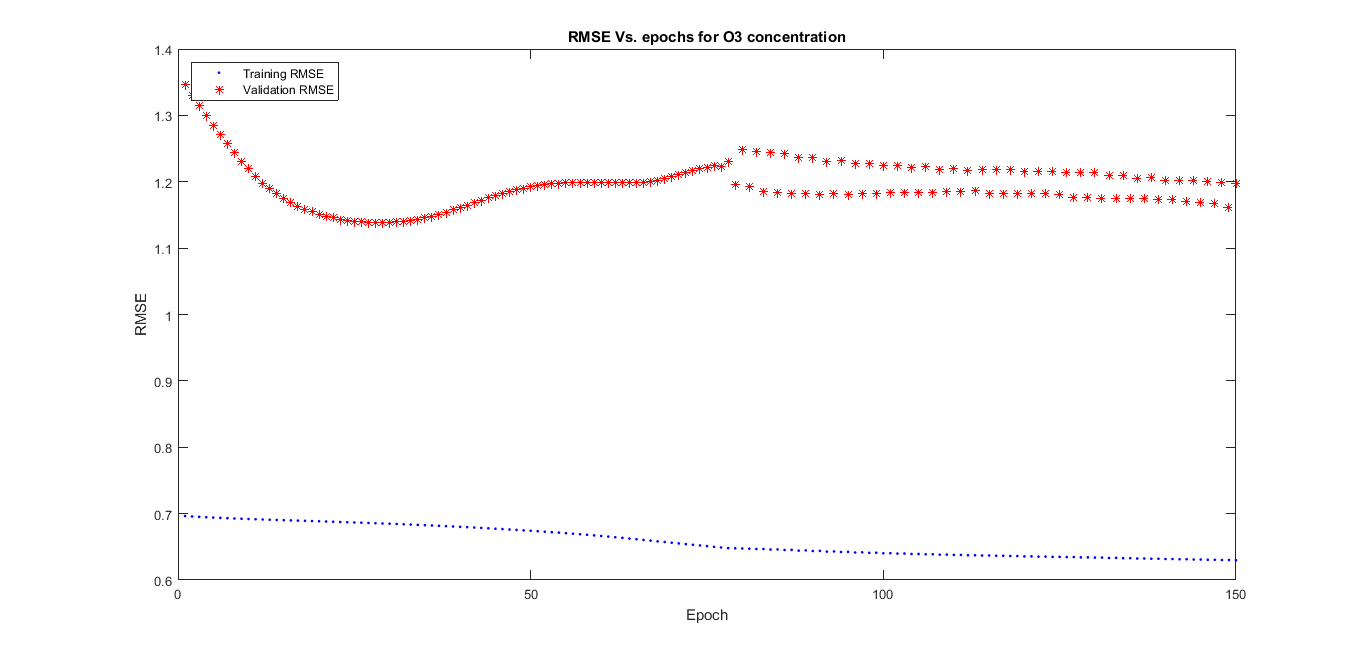 RMSE Vs. epochs for O3 concentration
1.4
Training RMSE
Validation RMSE
1.3
1.2
1.1
1
0.9
0.8
0.7
0.6
RMSE
0
50
100
150
Epoch